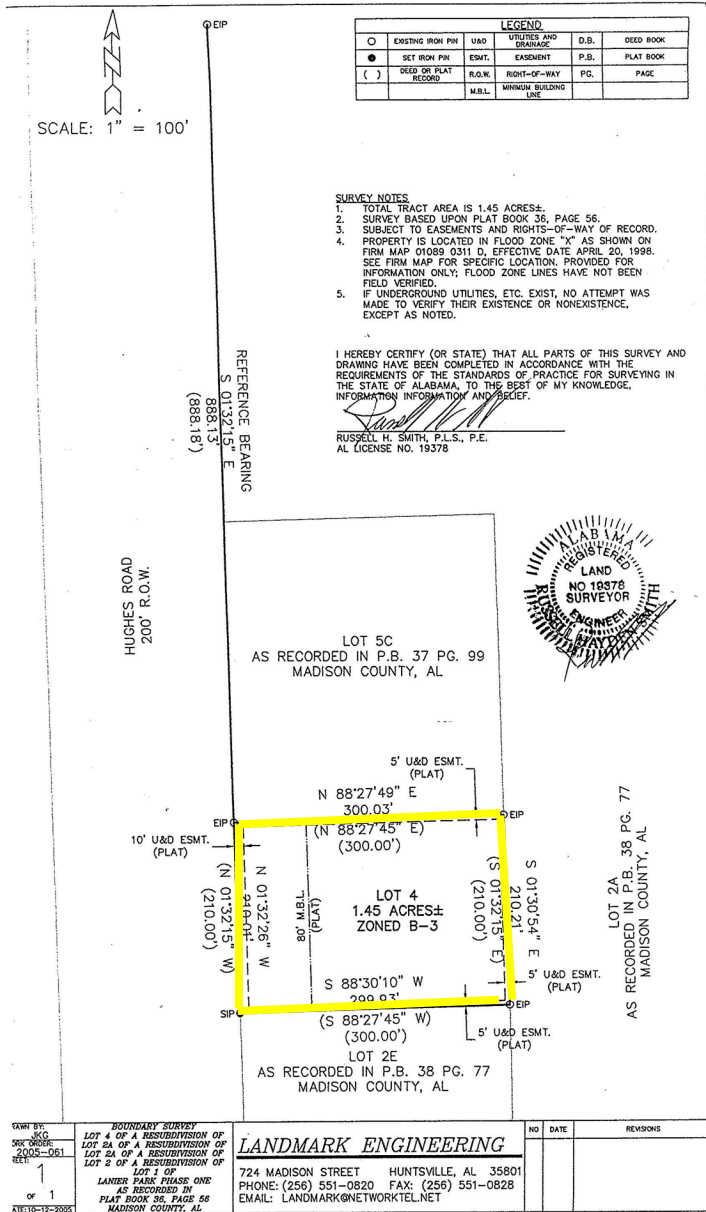 EIP
SCALE: 1" = 100'
LEGEND
EXISTING IRON PIN U&D UTILITIES AND DRAINAGE D.B. DEED BOOK
SET IRON PIN ESMT. EASEMENT P.B. PLAT BOOK
( ) DEED OR PLAT RECORD R.O.W. RIGHT-OF-WAY PG. PAGE
M.B.L. MINIMUM BUILDING LINE
SURVEY NOTES
1. TOTAL TRACT AREA IS 1.45 ACRES±.
2. SURVEY BASED UPON PLAT BOOK 36, PAGE 56.
3. SUBJECT TO EASEMENTS AND RIGHTS-OF-WAY OF RECORD.
4. PROPERTY IS LOCATED IN FLOOD ZONE "X" AS SHOWN ON
FIRM MAP 01089 0311 D, EFFECTIVE DATE APRIL 20, 1998.
SEE FIRM MAP FOR SPECIFIC LOCATION. PROVIDED FOR
INFORMATION ONLY; FLOOD ZONE LINES HAVE NOT BEEN
FIELD VERIFIED.
5. IF UNDERGROUND UTILITIES, ETC. EXIST, NO ATTEMPT WAS
MADE TO VERIFY THEIR EXISTENCE OR NONEXISTENCE,
EXCEPT AS NOTED.
I HEREBY CERTIFY (OR STATE) THAT ALL PARTS OF THIS SURVEY AND
DRAWING HAVE BEEN COMPLETED IN ACCORDANCE WITH THE
REQUIREMENTS OF THE STANDARDS OF PRACTICE FOR SURVEYING IN
THE STATE OF ALABAMA, TO THE BEST OF MY KNOWLEDGE,
INFORMATION INFORMATION AND BELIEF.
RUSSELL H. SMITH, P.L.S., P.E.
AL LICENSE NO. 19378
REFERENCE BEARING
S 01°32'15" E
888.13'
(888.18')
HUGHES ROAD
200' R.O.W.
ALABAMA
REGISTERED
LAND
NO 19378
SURVEYOR
ENGINEER
RUSSELL HAYDEN SMITH
LOT 5C
AS RECORDED IN P.B. 37 PG. 99
MADISON COUNTY, AL
5' U&D ESMT.
(PLAT)
N 88°27'49" E
300.03'
EIP
EIP
(N 88°27'45" E)
(300.00')
10' U&D ESMT.
(PLAT)
N 01°32'26" W
210.01'
(N 01°32'15" W)
(210.00')
80' M.B.L.
(PLAT)
LOT 4
1.45 ACRES±
ZONED B-3
S 01°30'54" E
210.21'
(S 01°32'15" E)
(210.00')
LOT 2A
AS RECORDED IN P.B. 38 PG. 77
MADISON COUNTY, AL
S 88°30'10" W
299.93'
5' U&D ESMT.
(PLAT)
SIP
EIP
(S 88°27'45" W)
(300.00')
5' U&D ESMT.
(PLAT)
LOT 2E
AS RECORDED IN P.B. 38 PG. 77
MADISON COUNTY, AL
JKG
2005-061
1
OF 1
10-12-2005
BOUNDARY SURVEY
LOT 4 OF A RESUBDIVISION OF
LOT 2A OF A RESUBDIVISION OF
LOT 2A OF A RESUBDIVISION OF
LOT 2 OF A RESUBDIVISION OF
LOT 1 OF
LANIER PARK PHASE ONE
AS RECORDED IN
PLAT BOOK 36, PAGE 56
MADISON COUNTY, AL
LANDMARK ENGINEERING
724 MADISON STREET HUNTSVILLE, AL 35801
PHONE: (256) 551-0820 FAX: (256) 551-0828
EMAIL: LANDMARK@NETWORKTEL.NET
NO DATE REVISIONS